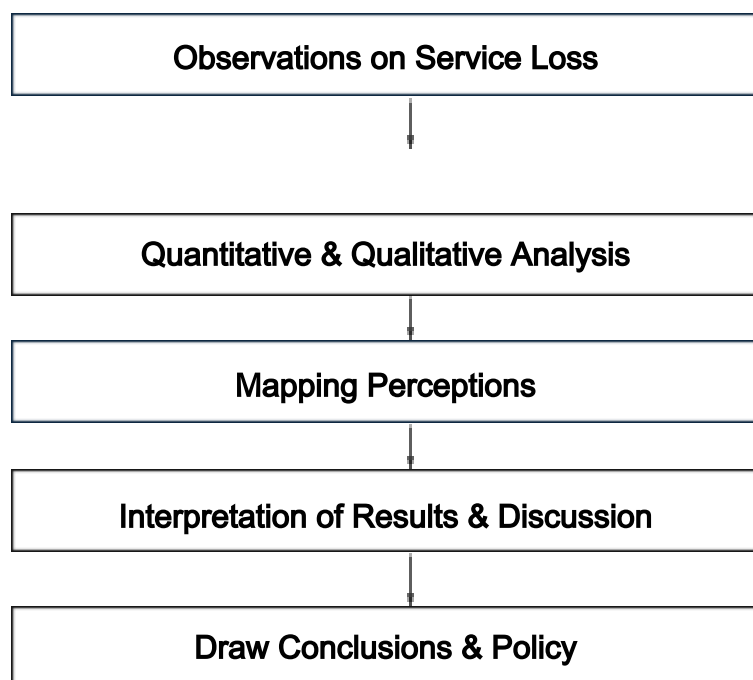 Observations on Service Loss
Quantitative & Qualitative Analysis
Mapping Perceptions
Interpretation of Results & Discussion
Draw Conclusions & Policy